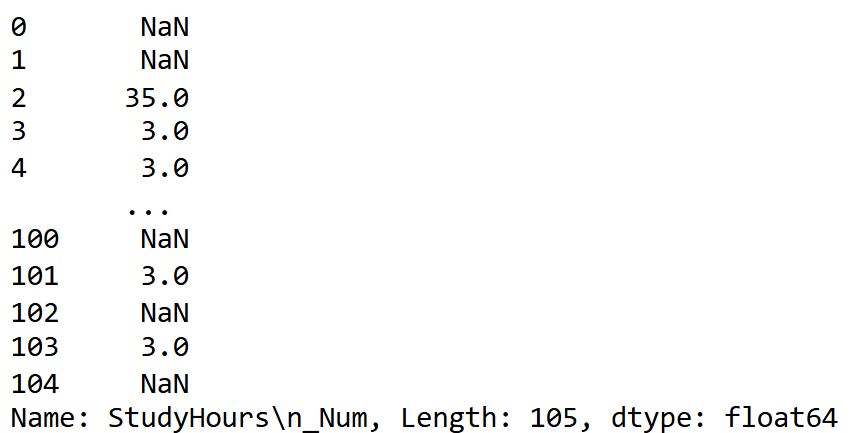 0       NaN
1       NaN
2      35.0
3       3.0
4       3.0
       ...
100     NaN
101     3.0
102     NaN
103     3.0
104     NaN
Name: StudyHours\n_Num, Length: 105, dtype: float64